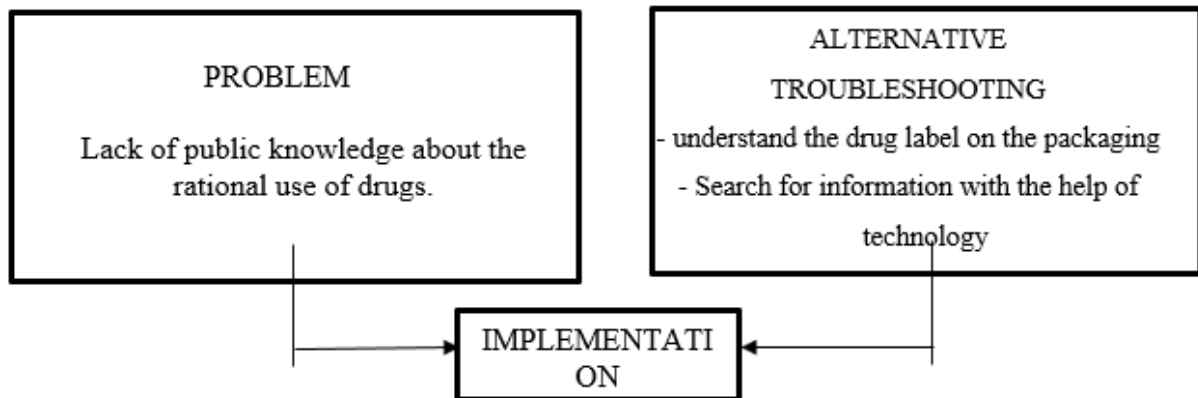 PROBLEM
Lack of public knowledge about the
rational use of drugs.
ALTERNATIVE
TROUBLESHOOTING
- understand the drug label on the packaging
- Search for information with the help of
technology
IMPLEMENTATI
ON